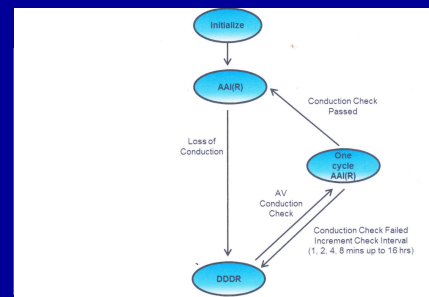 Initialize
AAI(R)
Conduction Check
Passed
Loss of
Conduction
One
cycle
AAI(R)
AV
Conduction
Check
Conduction Check Failed
Increment Check Interval
(1, 2, 4, 8 mins up to 16 hrs)
DDDR